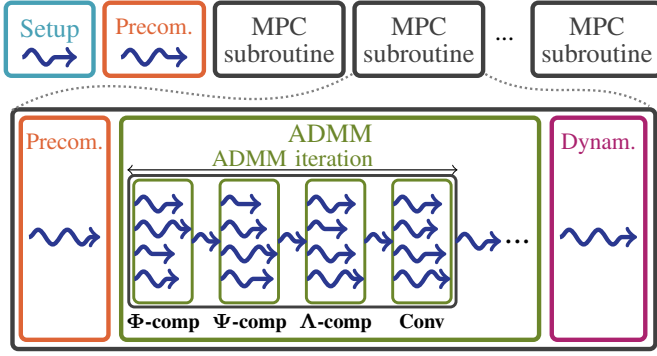 Setup
Precom.
MPC
subroutine
MPC
subroutine
...
MPC
subroutine
Precom.
ADMM
ADMM iteration
Dynam.
...
Φ-comp
Ψ-comp
Λ-comp
Conv